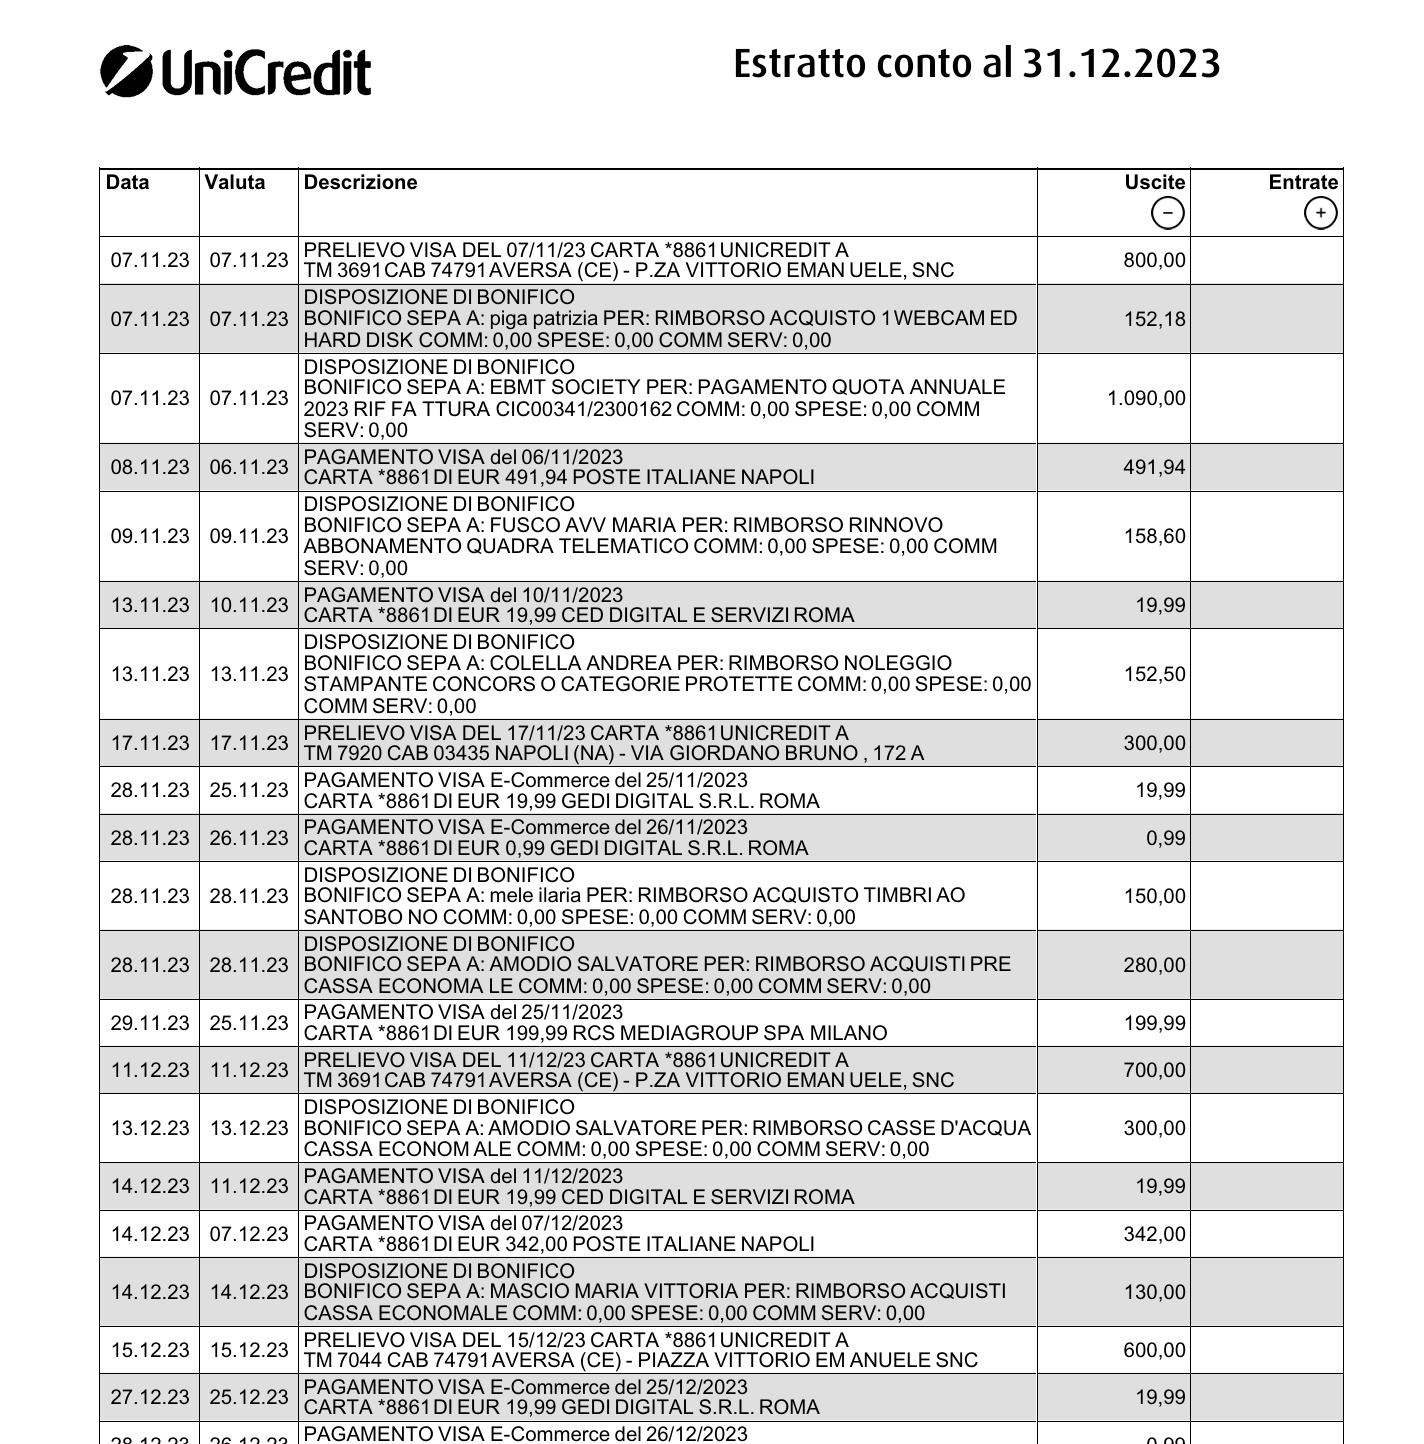 UniCredit
Estratto conto al 31.12.2023
Data Valuta Descrizione Uscite Entrate
− +
07.11.23 07.11.23 PRELIEVO VISA DEL 07/11/23 CARTA *8861 UNICREDIT A 800,00
TM 3691 CAB 74791 AVERSA (CE) - P.ZA VITTORIO EMAN UELE, SNC
DISPOSIZIONE DI BONIFICO
07.11.23 07.11.23 BONIFICO SEPA A: piga patrizia PER: RIMBORSO ACQUISTO 1 WEBCAM ED 152,18
HARD DISK COMM: 0,00 SPESE: 0,00 COMM SERV: 0,00
DISPOSIZIONE DI BONIFICO
07.11.23 07.11.23 BONIFICO SEPA A: EBMT SOCIETY PER: PAGAMENTO QUOTA ANNUALE 1.090,00
2023 RIF FA TTURA CIC00341/2300162 COMM: 0,00 SPESE: 0,00 COMM
SERV: 0,00
08.11.23 06.11.23 PAGAMENTO VISA del 06/11/2023 491,94
CARTA *8861 DI EUR 491,94 POSTE ITALIANE NAPOLI
DISPOSIZIONE DI BONIFICO
09.11.23 09.11.23 BONIFICO SEPA A: FUSCO AVV MARIA PER: RIMBORSO RINNOVO 158,60
ABBONAMENTO QUADRA TELEMATICO COMM: 0,00 SPESE: 0,00 COMM
SERV: 0,00
13.11.23 10.11.23 PAGAMENTO VISA del 10/11/2023 19,99
CARTA *8861 DI EUR 19,99 CED DIGITAL E SERVIZI ROMA
DISPOSIZIONE DI BONIFICO
13.11.23 13.11.23 BONIFICO SEPA A: COLELLA ANDREA PER: RIMBORSO NOLEGGIO 152,50
STAMPANTE CONCORS O CATEGORIE PROTETTE COMM: 0,00 SPESE: 0,00
COMM SERV: 0,00
17.11.23 17.11.23 PRELIEVO VISA DEL 17/11/23 CARTA *8861 UNICREDIT A 300,00
TM 7920 CAB 03435 NAPOLI (NA) - VIA GIORDANO BRUNO , 172 A
28.11.23 25.11.23 PAGAMENTO VISA E-Commerce del 25/11/2023 19,99
CARTA *8861 DI EUR 19,99 GEDI DIGITAL S.R.L. ROMA
28.11.23 26.11.23 PAGAMENTO VISA E-Commerce del 26/11/2023 0,99
CARTA *8861 DI EUR 0,99 GEDI DIGITAL S.R.L. ROMA
DISPOSIZIONE DI BONIFICO
28.11.23 28.11.23 BONIFICO SEPA A: mele ilaria PER: RIMBORSO ACQUISTO TIMBRI AO 150,00
SANTOBO NO COMM: 0,00 SPESE: 0,00 COMM SERV: 0,00
DISPOSIZIONE DI BONIFICO
28.11.23 28.11.23 BONIFICO SEPA A: AMODIO SALVATORE PER: RIMBORSO ACQUISTI PRE 280,00
CASSA ECONOMA LE COMM: 0,00 SPESE: 0,00 COMM SERV: 0,00
29.11.23 25.11.23 PAGAMENTO VISA del 25/11/2023 199,99
CARTA *8861 DI EUR 199,99 RCS MEDIAGROUP SPA MILANO
11.12.23 11.12.23 PRELIEVO VISA DEL 11/12/23 CARTA *8861 UNICREDIT A 700,00
TM 3691 CAB 74791 AVERSA (CE) - P.ZA VITTORIO EMAN UELE, SNC
DISPOSIZIONE DI BONIFICO
13.12.23 13.12.23 BONIFICO SEPA A: AMODIO SALVATORE PER: RIMBORSO CASSE D'ACQUA 300,00
CASSA ECONOM ALE COMM: 0,00 SPESE: 0,00 COMM SERV: 0,00
14.12.23 11.12.23 PAGAMENTO VISA del 11/12/2023 19,99
CARTA *8861 DI EUR 19,99 CED DIGITAL E SERVIZI ROMA
14.12.23 07.12.23 PAGAMENTO VISA del 07/12/2023 342,00
CARTA *8861 DI EUR 342,00 POSTE ITALIANE NAPOLI
DISPOSIZIONE DI BONIFICO
14.12.23 14.12.23 BONIFICO SEPA A: MASCIO MARIA VITTORIA PER: RIMBORSO ACQUISTI 130,00
CASSA ECONOMALE COMM: 0,00 SPESE: 0,00 COMM SERV: 0,00
15.12.23 15.12.23 PRELIEVO VISA DEL 15/12/23 CARTA *8861 UNICREDIT A 600,00
TM 7044 CAB 74791 AVERSA (CE) - PIAZZA VITTORIO EM ANUELE SNC
27.12.23 25.12.23 PAGAMENTO VISA E-Commerce del 25/12/2023 19,99
CARTA *8861 DI EUR 19,99 GEDI DIGITAL S.R.L. ROMA
28.12.23 26.12.23 PAGAMENTO VISA E-Commerce del 26/12/2023 0,99